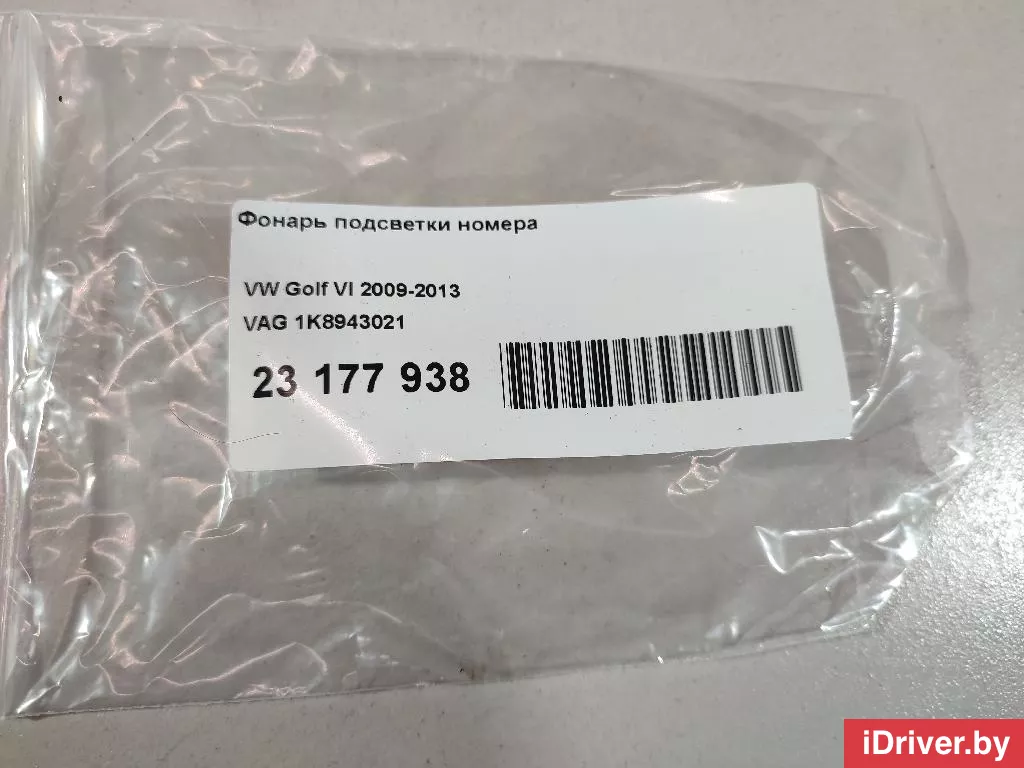 Фонарь подсветки номера
VW Golf VI 2009-2013
VAG 1K8943021
23 177 938
iDriver.by